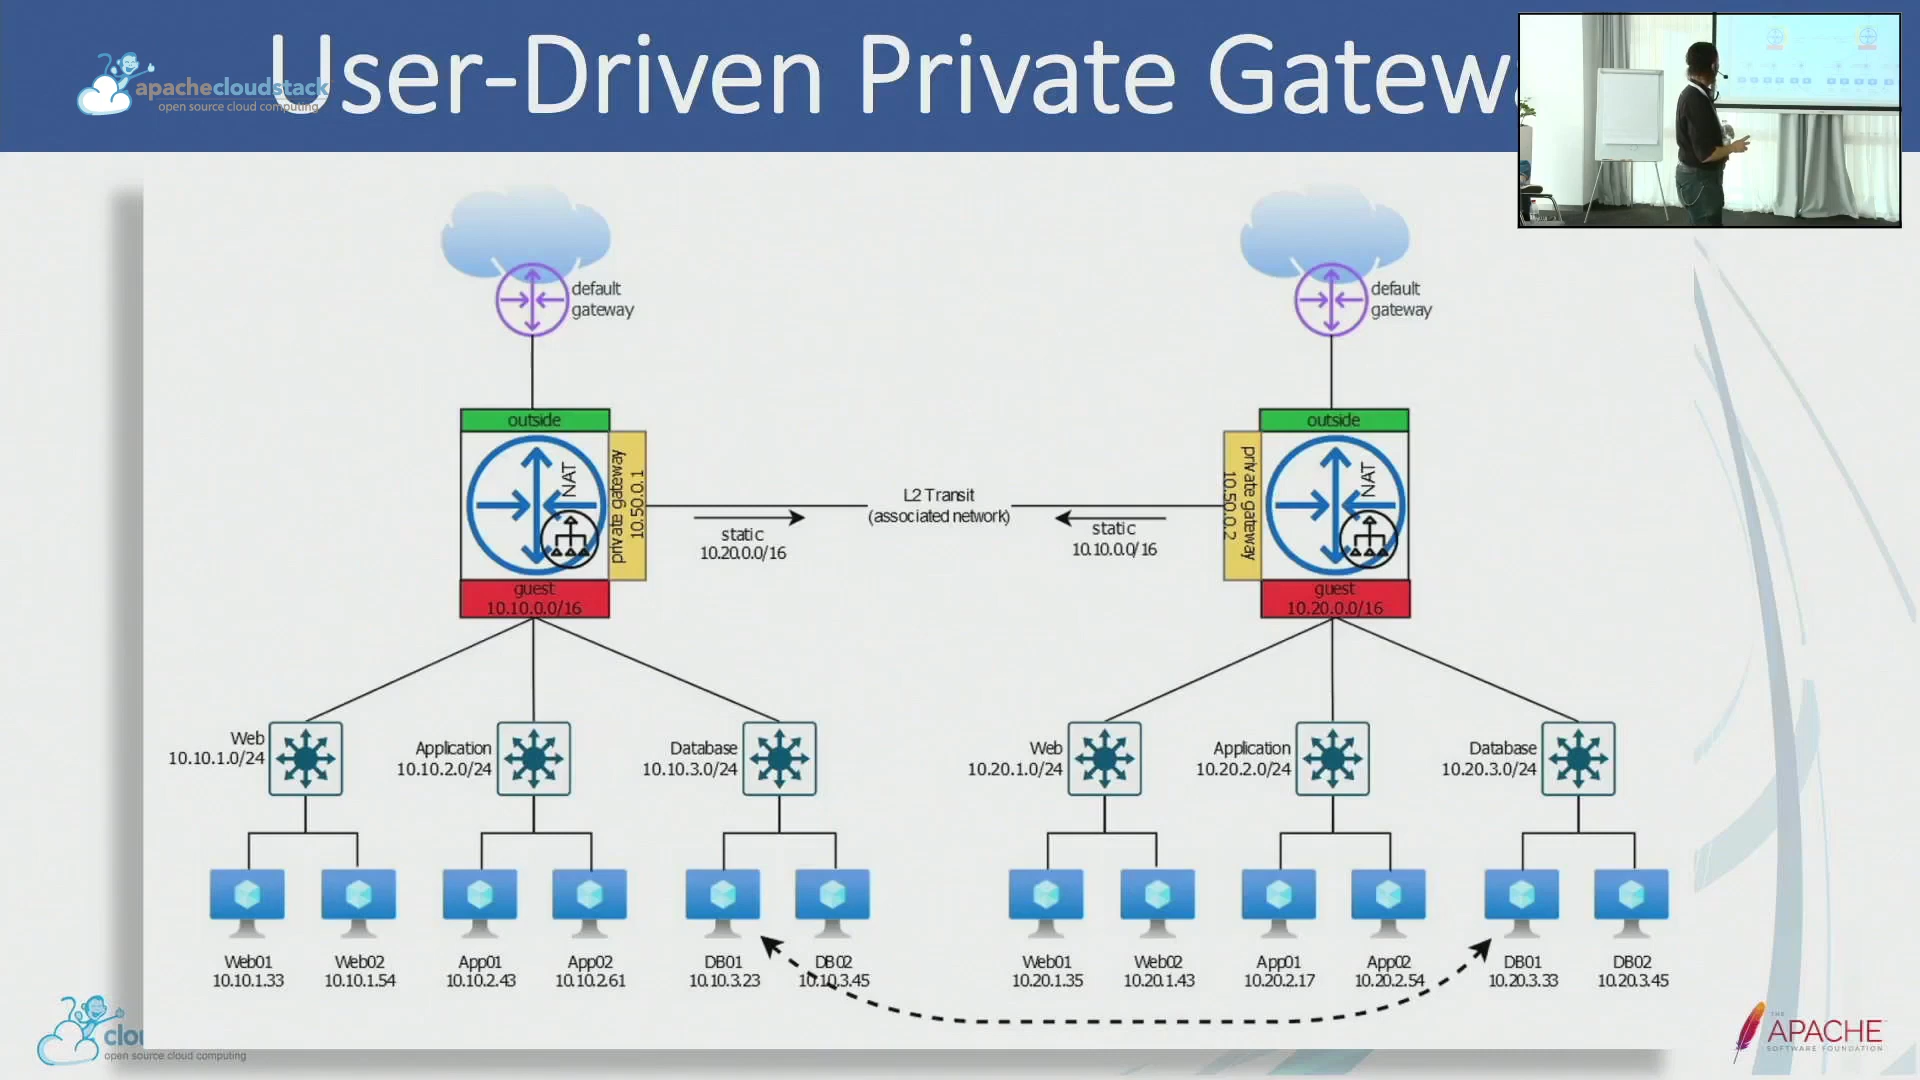 User-Driven Private Gatew
apachecloudstack
open source cloud computing
default
gateway
default
gateway
outside
outside
NAT
private gateway
10.50.0.1
L2 Transit
(associated network)
static
10.20.0.0/16
static
10.10.0.0/16
private gateway
10.50.0.2
NAT
guest
10.10.0.0/16
guest
10.20.0.0/16
Web
10.10.1.0/24
Application
10.10.2.0/24
Database
10.10.3.0/24
Web
10.20.1.0/24
Application
10.20.2.0/24
Database
10.20.3.0/24
Web01
10.10.1.33
Web02
10.10.1.54
App01
10.10.2.43
App02
10.10.2.61
DB01
10.10.3.23
DB02
10.10.3.45
Web01
10.20.1.35
Web02
10.20.1.43
App01
10.20.2.17
App02
10.20.2.54
DB01
10.20.3.33
DB02
10.20.3.45
clou
open source cloud computing
THE
APACHE
SOFTWARE FOUNDATION